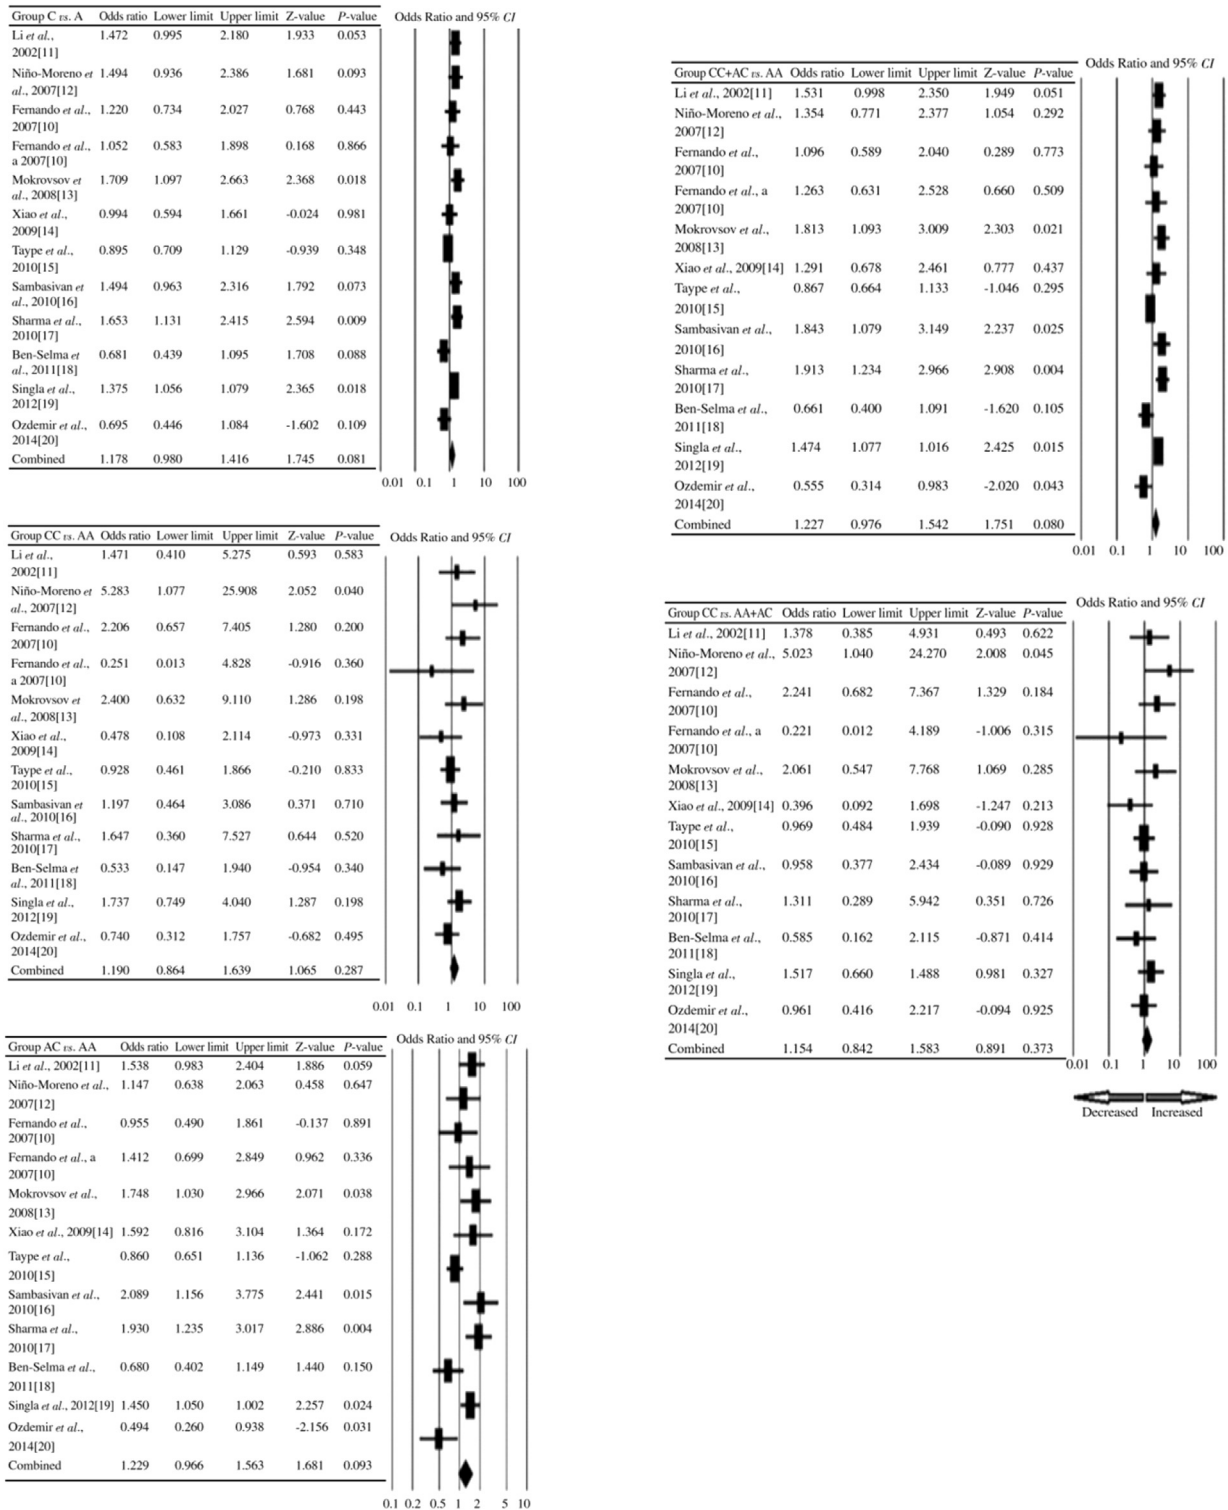 Group C vs. A Odds ratio Lower limit Upper limit Z-value P-value Odds Ratio and 95% CI
Li et al., 1.472 0.995 2.180 1.933 0.053
2002[11]
Niño-Moreno et 1.494 0.936 2.386 1.681 0.093
al., 2007[12]
Fernando et al., 1.220 0.734 2.027 0.768 0.443
2007[10]
Fernando et al., 1.052 0.583 1.898 0.168 0.866
a 2007[10]
Mokrovsov et 1.709 1.097 2.663 2.368 0.018
al., 2008[13]
Xiao et al., 0.994 0.594 1.661 -0.024 0.981
2009[14]
Taype et al., 0.895 0.709 1.129 -0.939 0.348
2010[15]
Sambasivan et 1.494 0.963 2.316 1.792 0.073
al., 2010[16]
Sharma et al., 1.653 1.131 2.415 2.594 0.009
2010[17]
Ben-Selma et 0.681 0.439 1.095 1.708 0.088
al., 2011[18]
Singla et al., 1.375 1.056 1.079 2.365 0.018
2012[19]
Ozdemir et al., 0.695 0.446 1.084 -1.602 0.109
2014[20]
Combined 1.178 0.980 1.416 1.745 0.081
0.01 0.1 1 10 100
Group CC vs. AA Odds ratio Lower limit Upper limit Z-value P-value Odds Ratio and 95% CI
Li et al., 1.471 0.410 5.275 0.593 0.583
2002[11]
Niño-Moreno et 5.283 1.077 25.908 2.052 0.040
al., 2007[12]
Fernando et al., 2.206 0.657 7.405 1.280 0.200
2007[10]
Fernando et al., 0.251 0.013 4.828 -0.916 0.360
a 2007[10]
Mokrovsov et 2.400 0.632 9.110 1.286 0.198
al., 2008[13]
Xiao et al., 0.478 0.108 2.114 -0.973 0.331
2009[14]
Taype et al., 0.928 0.461 1.866 -0.210 0.833
2010[15]
Sambasivan et 1.197 0.464 3.086 0.371 0.710
al., 2010[16]
Sharma et al., 1.647 0.360 7.527 0.644 0.520
2010[17]
Ben-Selma et 0.533 0.147 1.940 -0.954 0.340
al., 2011[18]
Singla et al., 1.737 0.749 4.040 1.287 0.198
2012[19]
Ozdemir et al., 0.740 0.312 1.757 -0.682 0.495
2014[20]
Combined 1.190 0.864 1.639 1.065 0.287
0.01 0.1 1 10 100
Group AC vs. AA Odds ratio Lower limit Upper limit Z-value P-value Odds Ratio and 95% CI
Li et al., 2002[11] 1.538 0.983 2.404 1.886 0.059
Niño-Moreno et al., 1.147 0.638 2.063 0.458 0.647
2007[12]
Fernando et al., 0.955 0.490 1.861 -0.137 0.891
2007[10]
Fernando et al., a 1.412 0.699 2.849 0.962 0.336
2007[10]
Mokrovsov et al., 1.748 1.030 2.966 2.071 0.038
2008[13]
Xiao et al., 2009[14] 1.592 0.816 3.104 1.364 0.172
Taype et al., 0.860 0.651 1.136 -1.062 0.288
2010[15]
Sambasivan et al., 2.089 1.156 3.775 2.441 0.015
2010[16]
Sharma et al., 1.930 1.235 3.017 2.886 0.004
2010[17]
Ben-Selma et al., 0.680 0.402 1.149 1.440 0.150
2011[18]
Singla et al., 2012[19] 1.450 1.050 1.002 2.257 0.024
Ozdemir et al., 0.494 0.260 0.938 -2.156 0.031
2014[20]
Combined 1.229 0.966 1.563 1.681 0.093
0.1 0.2 0.5 1 2 5 10
Group CC+AC vs. AA Odds ratio Lower limit Upper limit Z-value P-value Odds Ratio and 95% CI
Li et al., 2002[11] 1.531 0.998 2.350 1.949 0.051
Niño-Moreno et al., 1.354 0.771 2.377 1.054 0.292
2007[12]
Fernando et al., 1.096 0.589 2.040 0.289 0.773
2007[10]
Fernando et al., a 1.263 0.631 2.528 0.660 0.509
2007[10]
Mokrovsov et al., 1.813 1.093 3.009 2.303 0.021
2008[13]
Xiao et al., 2009[14] 1.291 0.678 2.461 0.777 0.437
Taype et al., 0.867 0.664 1.133 -1.046 0.295
2010[15]
Sambasivan et al., 1.843 1.079 3.149 2.237 0.025
2010[16]
Sharma et al., 1.913 1.234 2.966 2.908 0.004
2010[17]
Ben-Selma et al., 0.661 0.400 1.091 -1.620 0.105
2011[18]
Singla et al., 1.474 1.077 1.016 2.425 0.015
2012[19]
Ozdemir et al., 0.555 0.314 0.983 -2.020 0.043
2014[20]
Combined 1.227 0.976 1.542 1.751 0.080
0.01 0.1 1 10 100
Group CC vs. AA+AC Odds ratio Lower limit Upper limit Z-value P-value Odds Ratio and 95% CI
Li et al., 2002[11] 1.378 0.385 4.931 0.493 0.622
Niño-Moreno et al., 5.023 1.040 24.270 2.008 0.045
2007[12]
Fernando et al., 2.241 0.682 7.367 1.329 0.184
2007[10]
Fernando et al., a 0.221 0.012 4.189 -1.006 0.315
2007[10]
Mokrovsov et al., 2.061 0.547 7.768 1.069 0.285
2008[13]
Xiao et al., 2009[14] 0.396 0.092 1.698 -1.247 0.213
Taype et al., 0.969 0.484 1.939 -0.090 0.928
2010[15]
Sambasivan et al., 0.958 0.377 2.434 -0.089 0.929
2010[16]
Sharma et al., 1.311 0.289 5.942 0.351 0.726
2010[17]
Ben-Selma et al., 0.585 0.162 2.115 -0.871 0.414
2011[18]
Singla et al., 1.517 0.660 1.488 0.981 0.327
2012[19]
Ozdemir et al., 0.961 0.416 2.217 -0.094 0.925
2014[20]
Combined 1.154 0.842 1.583 0.891 0.373
0.01 0.1 1 10 100
Decreased Increased